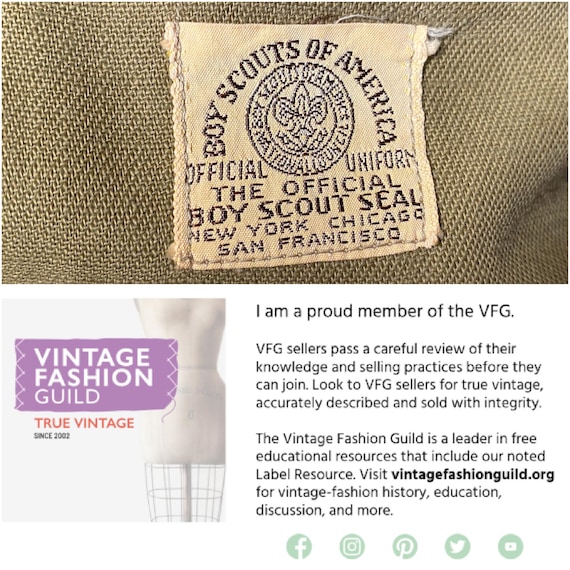 BOY SCOUTS OF AMERICA
OFFICIAL UNIFORM
THE OFFICIAL
BOY SCOUT SEAL
NEW YORK CHICAGO
SAN FRANCISCO
VINTAGE
FASHION
GUILD
TRUE VINTAGE
SINCE 2002
I am a proud member of the VFG.
VFG sellers pass a careful review of their
knowledge and selling practices before they
can join. Look to VFG sellers for true vintage,
accurately described and sold with integrity.
The Vintage Fashion Guild is a leader in free
educational resources that include our noted
Label Resource. Visit vintagefashionguild.org
for vintage-fashion history, education,
discussion, and more.